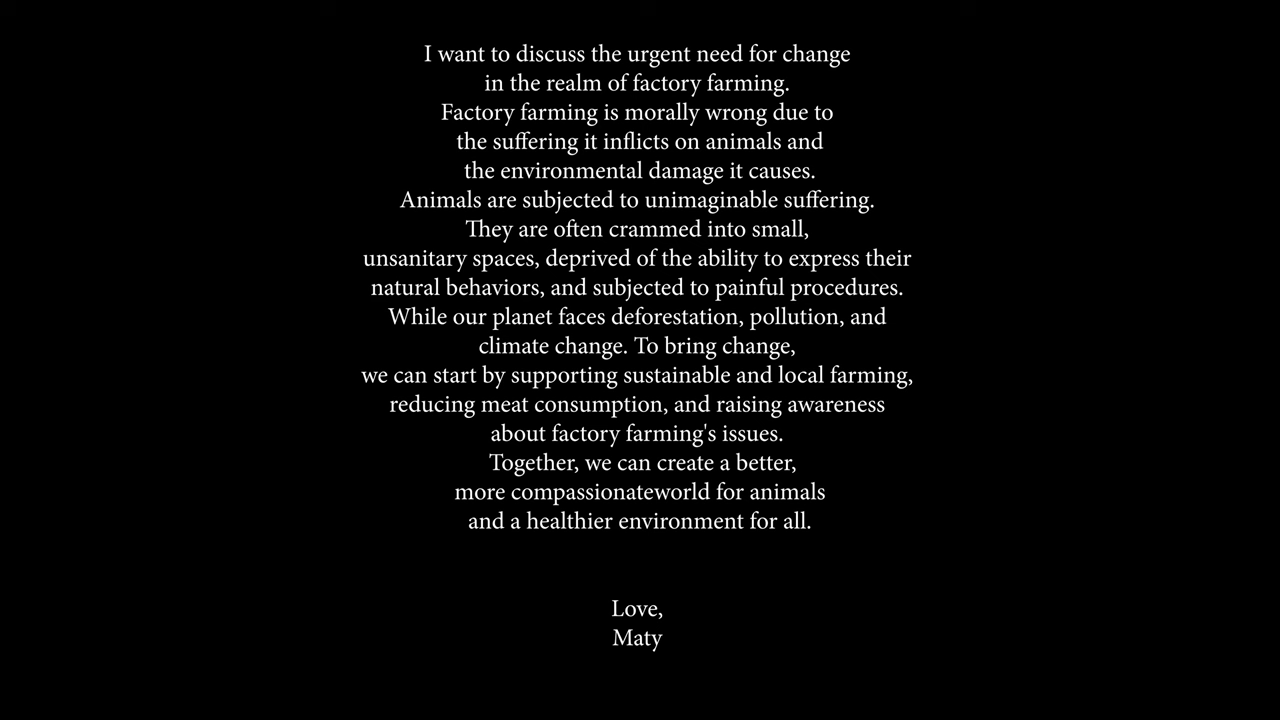 I want to discuss the urgent need for change
in the realm of factory farming.
Factory farming is morally wrong due to
the suffering it inflicts on animals and
the environmental damage it causes.
Animals are subjected to unimaginable suffering.
They are often crammed into small,
unsanitary spaces, deprived of the ability to express their
natural behaviors, and subjected to painful procedures.
While our planet faces deforestation, pollution, and
climate change. To bring change,
we can start by supporting sustainable and local farming,
reducing meat consumption, and raising awareness
about factory farming's issues.
Together, we can create a better,
more compassionateworld for animals
and a healthier environment for all.
Love,
Maty